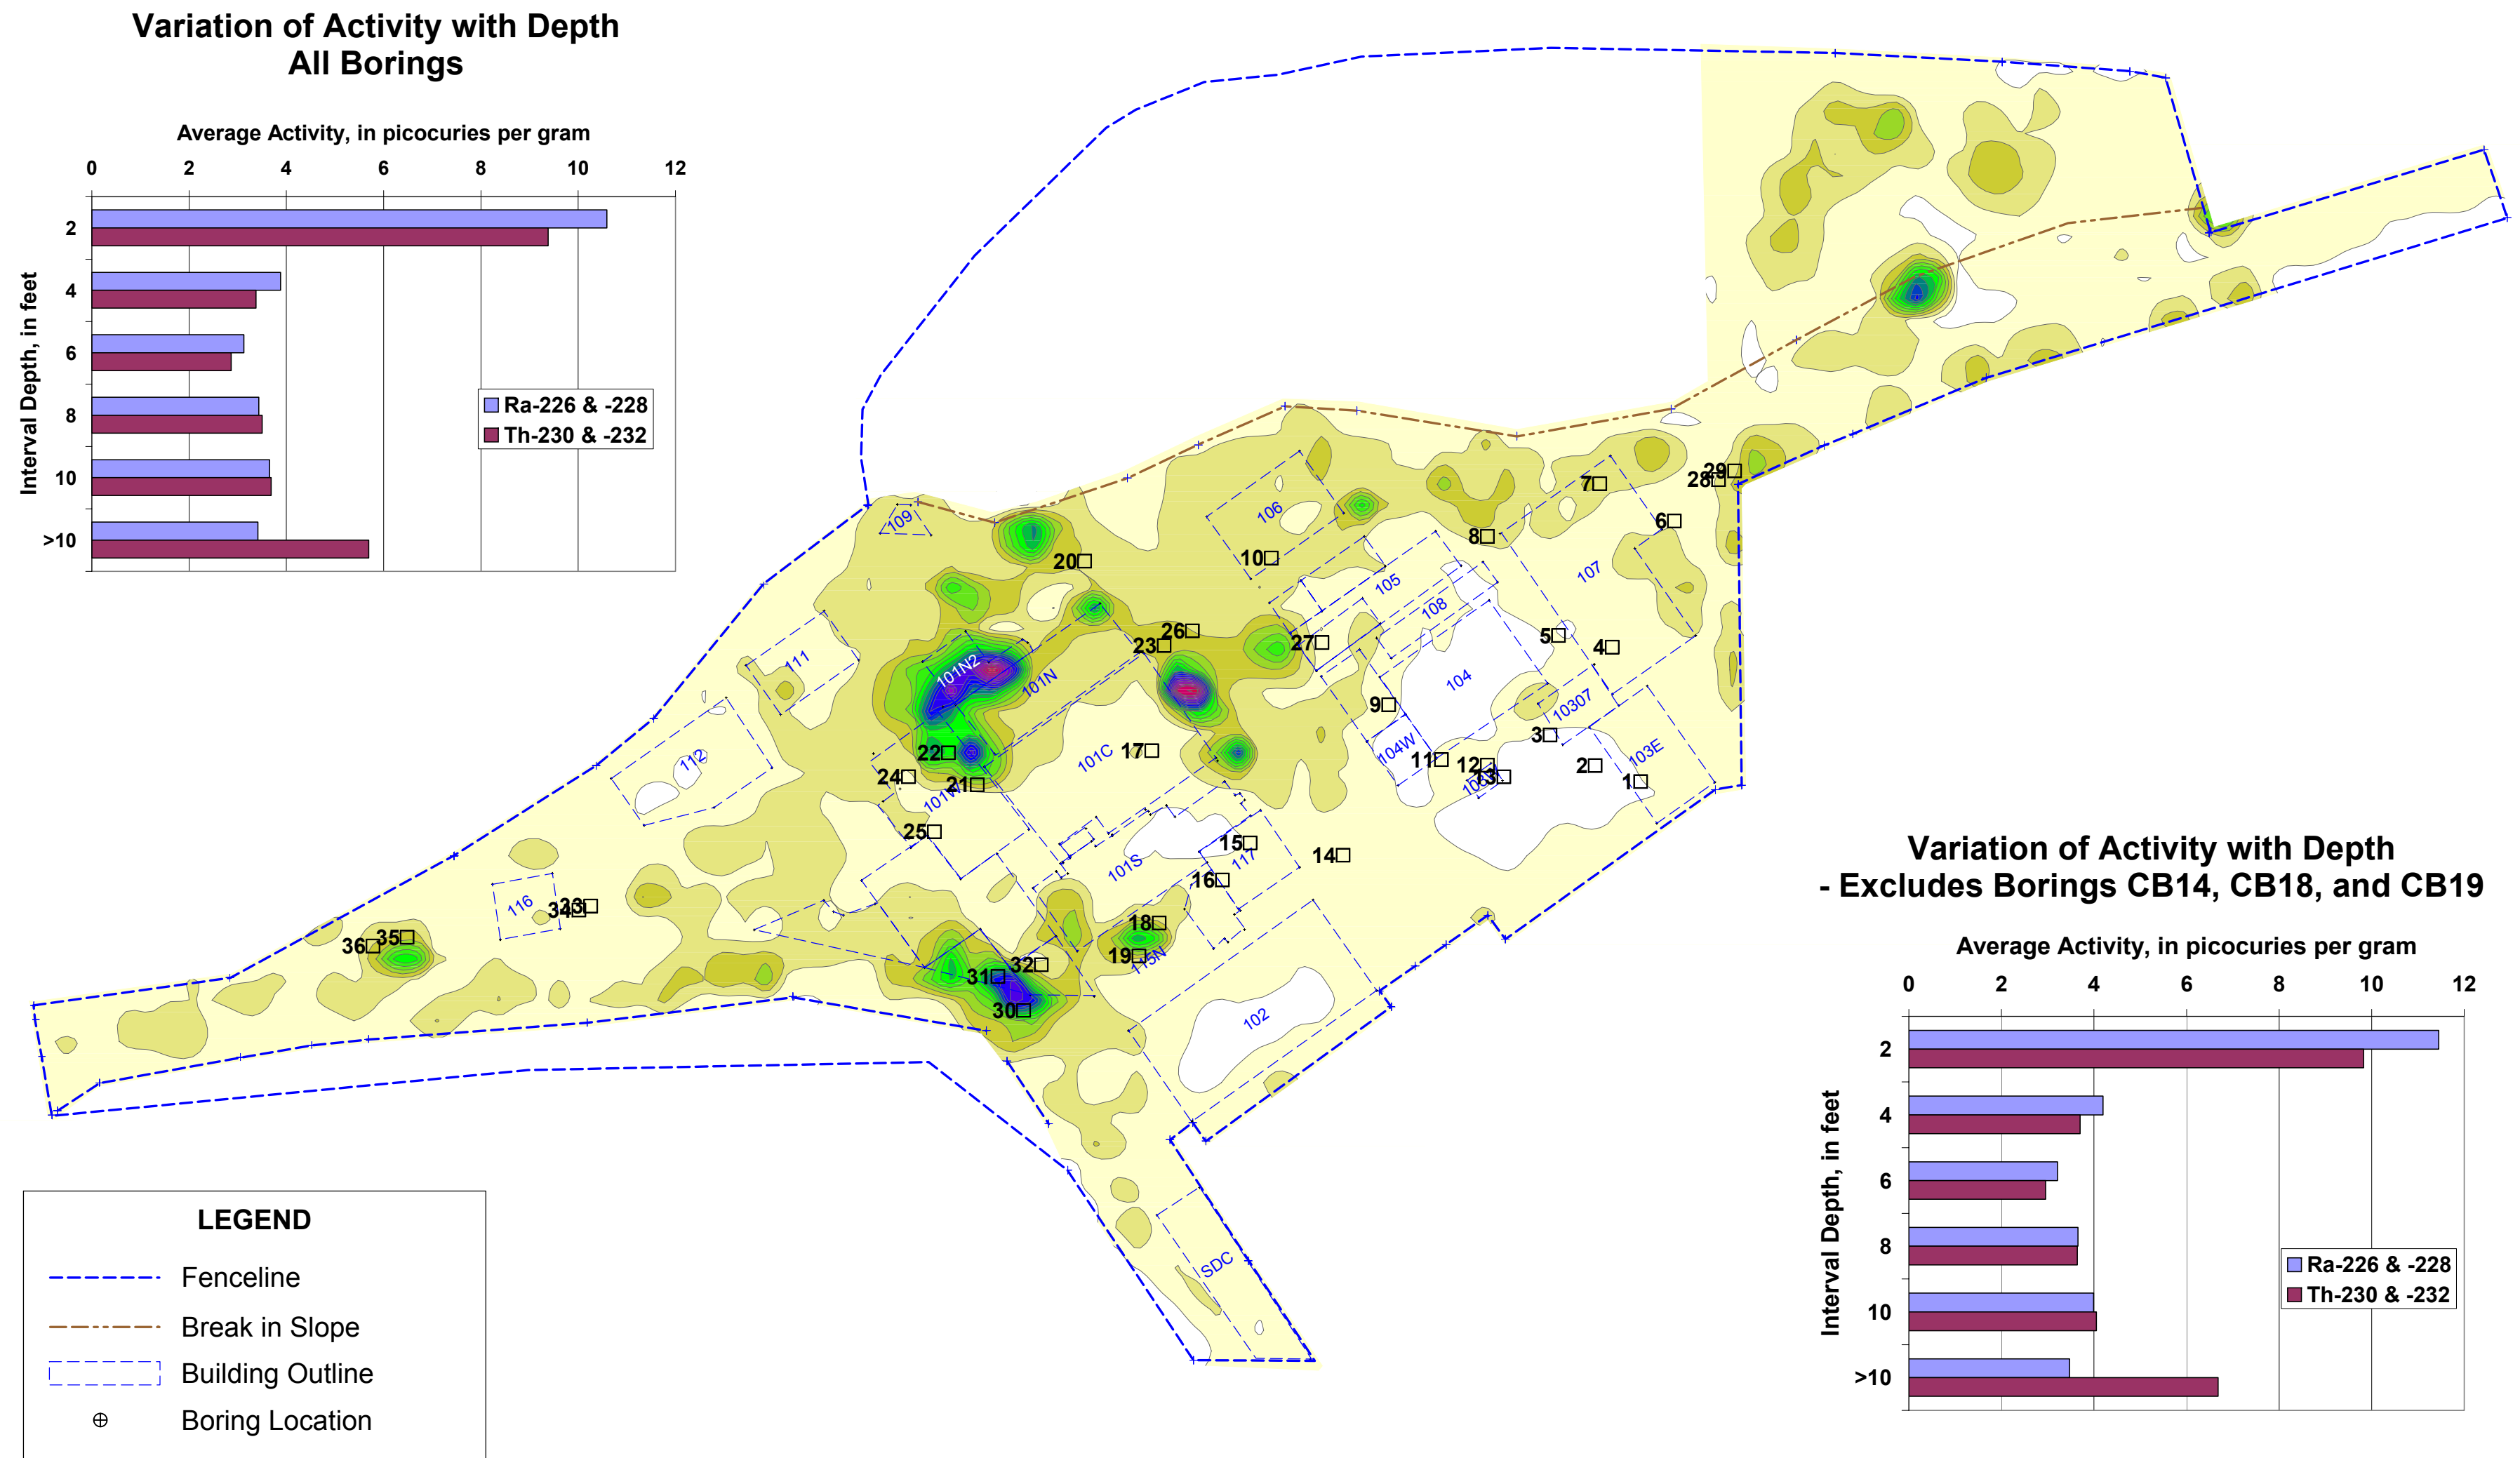 Variation of Activity with Depth
All Borings
Average Activity, in picocuries per gram
0 2 4 6 8 10 12
Interval Depth, in feet
2
4
6
8
10
>10
Ra-226 & -228
Th-230 & -232
109
106
107
105
108
104
104W
10307
103E
111
112
116
101N2
101N
101C
101W
101S
117
115N
102
SDC
1
2
3
4
5
6
7
8
9
10
11
12
14
15
16
17
18
19
20
21
22
23
24
25
26
27
28
29
30
31
32
33
34
35
36
Variation of Activity with Depth
- Excludes Borings CB14, CB18, and CB19
Average Activity, in picocuries per gram
0 2 4 6 8 10 12
Interval Depth, in feet
2
4
6
8
10
>10
Ra-226 & -228
Th-230 & -232
LEGEND
Fenceline
Break in Slope
Building Outline
Boring Location